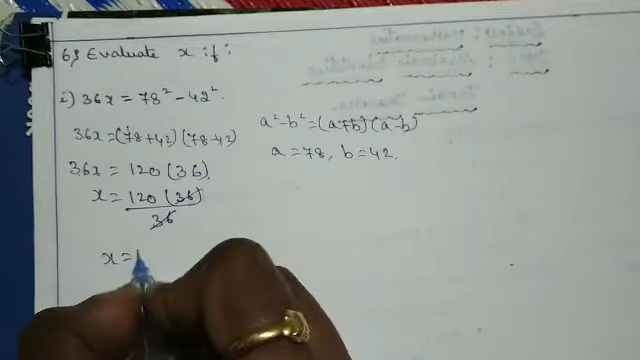 6) Evaluate x if:
i) 36x = 78² - 42².
36x = (78+42) (78-42)
a² - b² = (a+b) (a-b)
a = 78, b = 42.
36x = 120 (36).
x = 120 (36)
36
x =